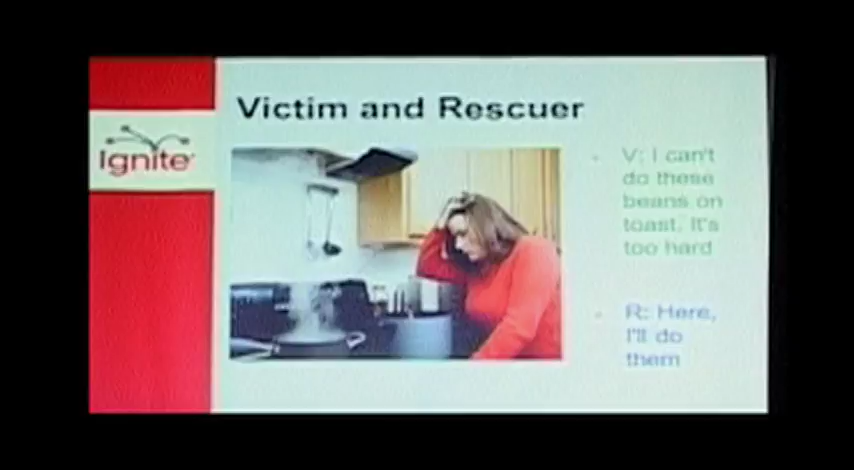 Victim and Rescuer
Ignite
V: I can't
do these
beans on
toast. It's
too hard
R: Here,
I'll do
them